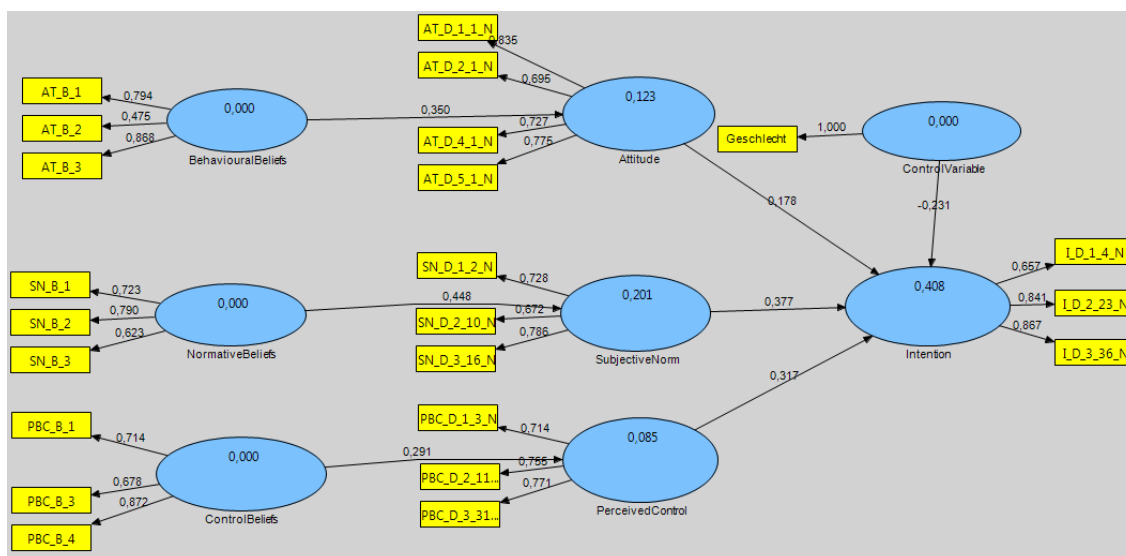 AT_B_1
AT_B_2
AT_B_3
0,794
0,475
0,868
0,000
BehaviouralBeliefs
0,350
AT_D_1_1_N
AT_D_2_1_N
AT_D_4_1_N
AT_D_5_1_N
0,835
0,695
0,727
0,775
0,123
Attitude
0,178
Geschlecht
1,000
0,000
ControlVariable
-0,231
SN_B_1
SN_B_2
SN_B_3
0,723
0,790
0,623
0,000
NormativeBeliefs
0,448
SN_D_1_2_N
SN_D_2_10_N
SN_D_3_16_N
0,728
0,672
0,786
0,201
SubjectiveNorm
0,377
0,408
Intention
0,657
0,841
0,867
I_D_1_4_N
I_D_2_23_N
I_D_3_36_N
PBC_B_1
PBC_B_3
PBC_B_4
0,714
0,678
0,872
0,000
ControlBeliefs
0,291
PBC_D_1_3_N
PBC_D_2_11...
PBC_D_3_31...
0,714
0,755
0,771
0,085
PerceivedControl
0,317